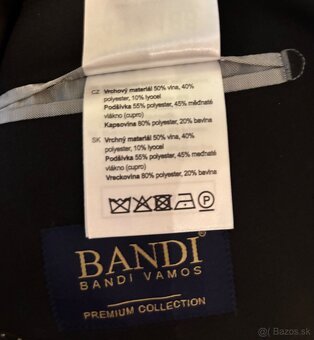 CZ
Vrchový materiál 50% vlna, 40%
polyester, 10% lyocel
Podšívka 55% polyester, 45% měďnaté
vlákno (cupro)
Kapsovina 80% polyester, 20% bavlna
SK
Vrchný materiál 50% vlna, 40%
polyester, 10% lyocel
Podšívka 55% polyester, 45% meďnaté
vlákno (cupro)
Vreckovina 80% polyester, 20% bavlna
P
BANDI®
BANDI VAMOS
PREMIUM COLLECTION
@( Bazos.sk